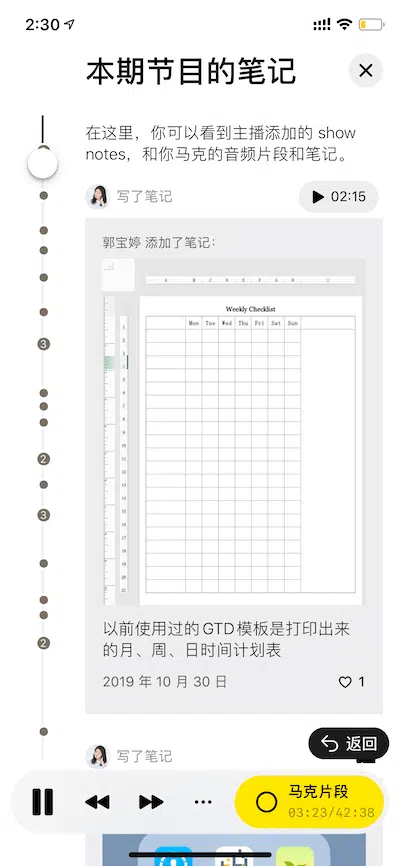 2:30
本期节目的笔记
在这里，你可以看到主播添加的 show
notes，和你马克的音频片段和笔记。
写了笔记
02:15
郭宝婷 添加了笔记：
A B C D E F G H I
Weekly Checklist
Mon Tue Wed Thu Fri Sat Sun
3
2
3
2
以前使用过的GTD模板是打印出来
的月、周、日时间计划表
2019 年 10 月 30 日
1
返回
写了笔记
马克片段
03:23/42:38